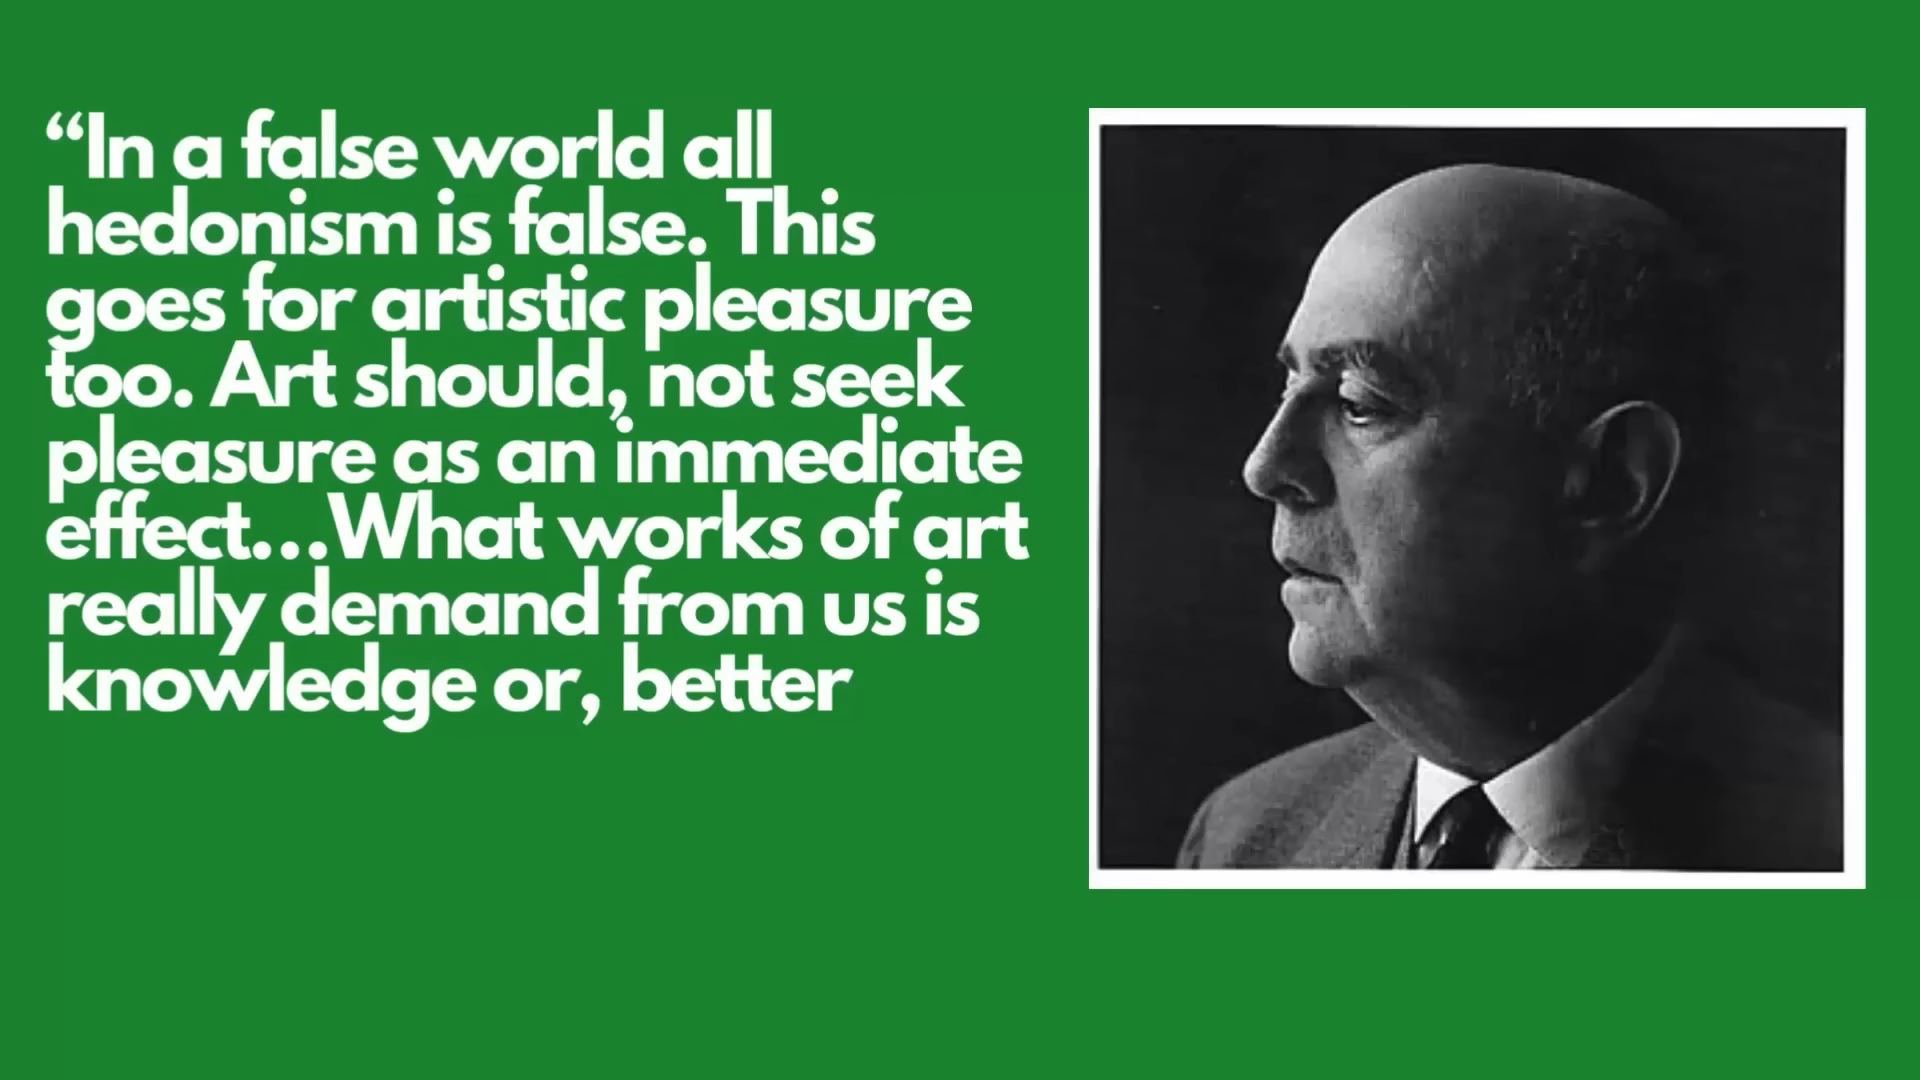 “In a false world all
hedonism is false. This
goes for artistic pleasure
too. Art should, not seek
pleasure as an immediate
effect...What works of art
really demand from us is
knowledge or, better